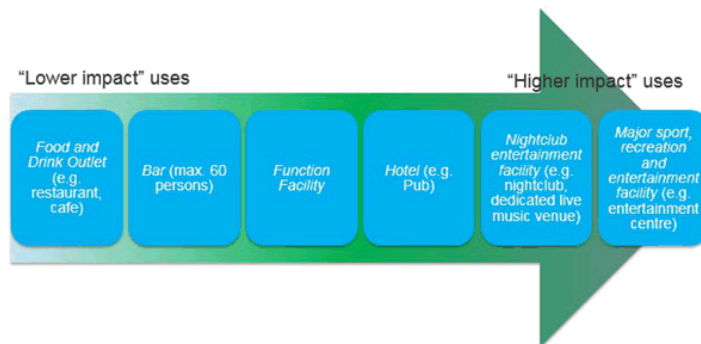 “Lower impact” uses
“Higher impact” uses
Food and
Drink Outlet
(e.g.
restaurant,
cafe)
Bar (max. 60
persons)
Function
Facility
Hotel (e.g.
Pub)
Nightclub
entertainment
facility (e.g.
nightclub,
dedicated live
music venue)
Major sport,
recreation
and
entertainment
facility (e.g.
entertainment
centre)